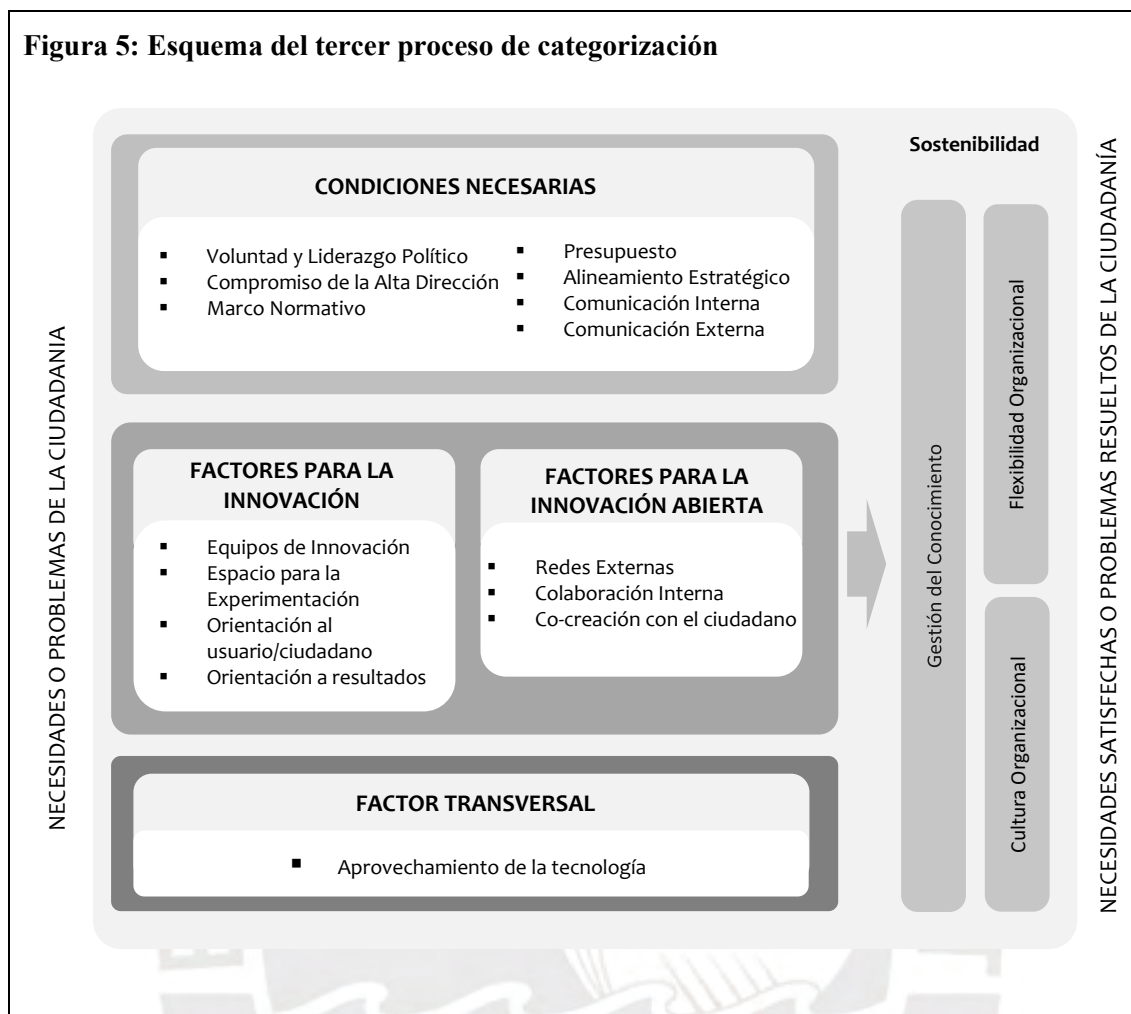 Figura 5: Esquema del tercer proceso de categorización
NECESIDADES O PROBLEMAS DE LA CIUDADANIA
CONDICIONES NECESARIAS
▪ Voluntad y Liderazgo Político
▪ Compromiso de la Alta Dirección
▪ Marco Normativo
▪ Presupuesto
▪ Alineamiento Estratégico
▪ Comunicación Interna
▪ Comunicación Externa
FACTORES PARA LA
INNOVACIÓN
▪ Equipos de Innovación
▪ Espacio para la
Experimentación
▪ Orientación al
usuario/ciudadano
▪ Orientación a resultados
FACTORES PARA LA
INNOVACIÓN ABIERTA
▪ Redes Externas
▪ Colaboración Interna
▪ Co-creación con el ciudadano
FACTOR TRANSVERSAL
▪ Aprovechamiento de la tecnología
Sostenibilidad
Gestión del Conocimiento
Flexibilidad Organizacional
Cultura Organizacional
NECESIDADES SATISFECHAS O PROBLEMAS RESUELTOS DE LA CIUDADANÍA